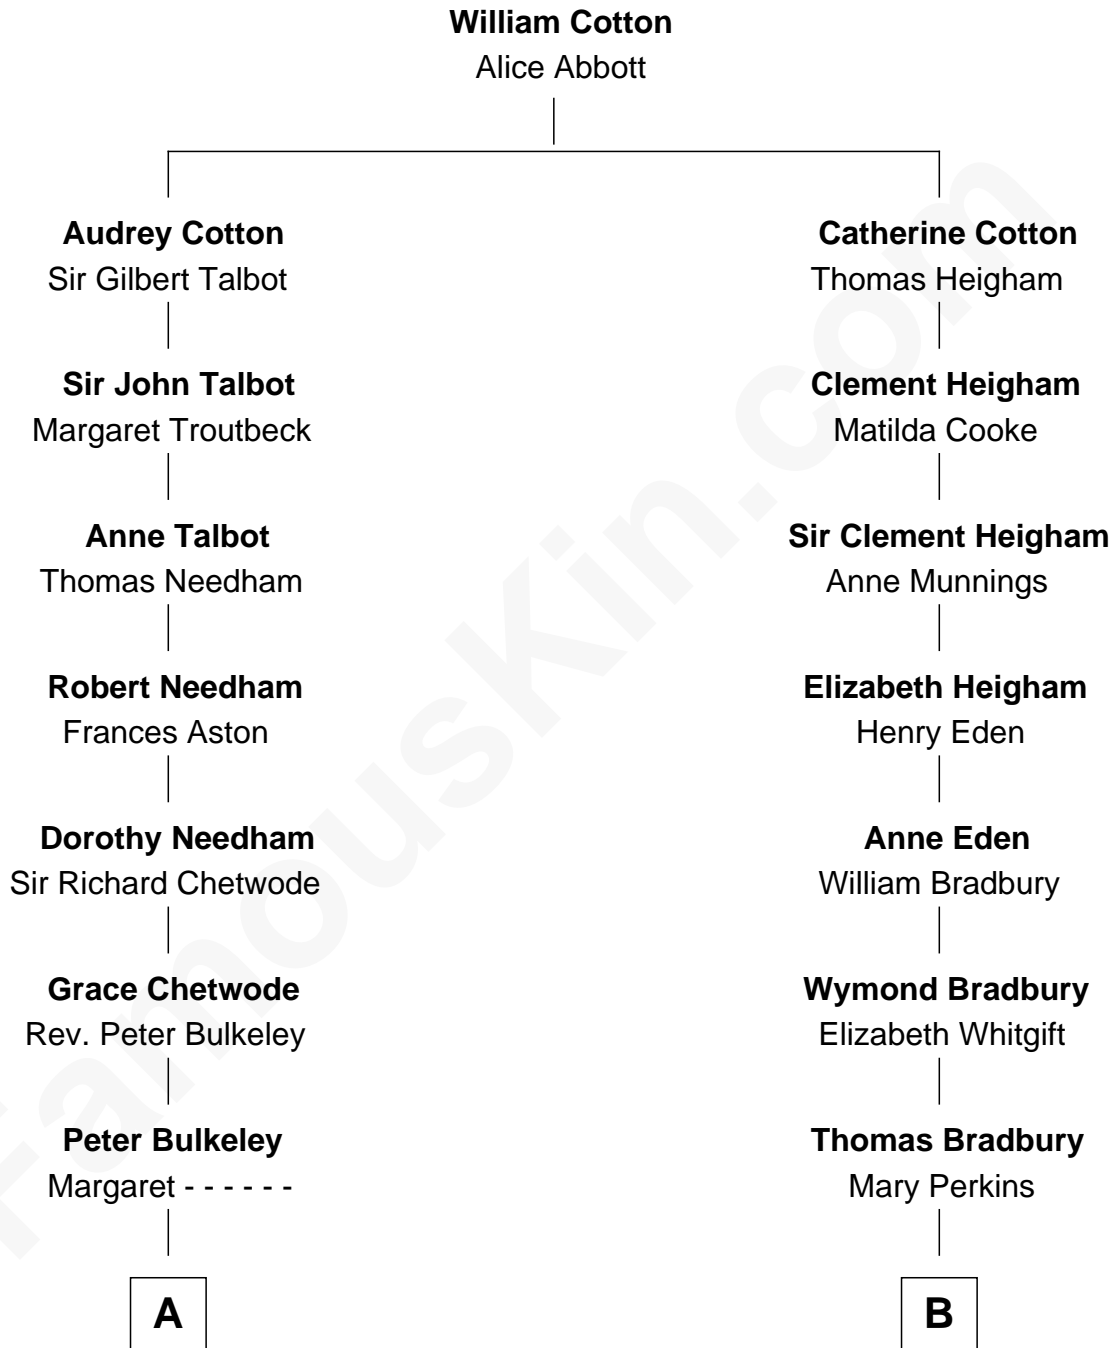 William Cotton
Alice Abbott
Audrey Cotton
Sir Gilbert Talbot
Catherine Cotton
Thomas Heigham
Sir John Talbot
Margaret Troutbeck
Clement Heigham
Matilda Cooke
Anne Talbot
Thomas Needham
Sir Clement Heigham
Anne Munnings
Robert Needham
Frances Aston
Elizabeth Heigham
Henry Eden
Dorothy Needham
Sir Richard Chetwode
Anne Eden
William Bradbury
Grace Chetwode
Rev. Peter Bulkeley
Wymond Bradbury
Elizabeth Whitgift
Peter Bulkeley
Margaret - - - - - -
Thomas Bradbury
Mary Perkins
A
B
FamousKin.com